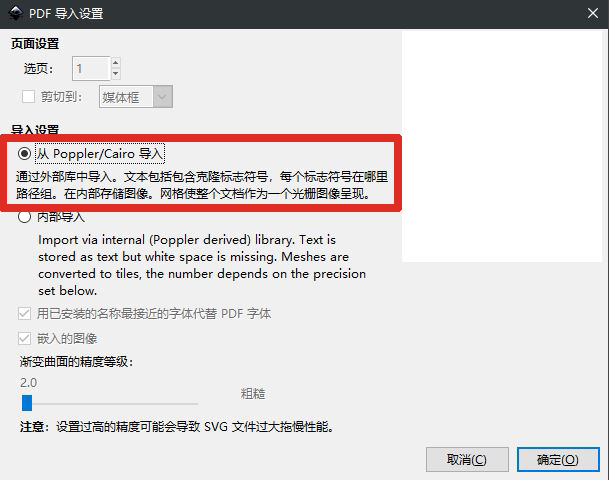 PDF 导入设置
页面设置
选页： 1
剪切到： 媒体框
导入设置
从 Poppler/Cairo 导入
通过外部库中导入。文本包括包含克隆标志符号，每个标志符号在哪里
路径组。在内部存储图像。网格使整个文档作为一个光栅图像呈现。
内部导入
Import via internal (Poppler derived) library. Text is
stored as text but white space is missing. Meshes are
converted to tiles, the number depends on the precision
set below.
用已安装的名称最接近的字体代替 PDF 字体
嵌入的图像
渐变曲面的精度等级：
2.0
粗糙
注意：设置过高的精度可能会导致 SVG 文件过大拖慢性能。
取消(C) 确定(O)